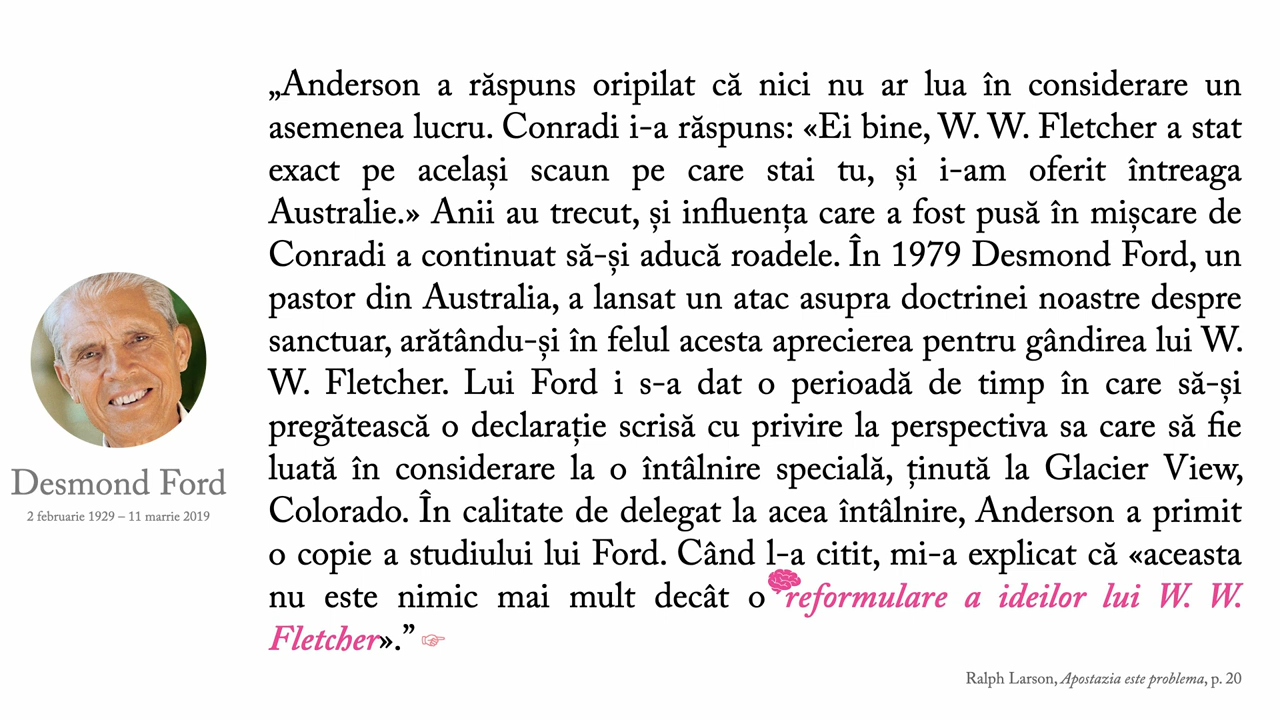 „Anderson a răspuns oripilat că nici nu ar lua în considerare un
asemenea lucru. Conradi i-a răspuns: «Ei bine, W. W. Fletcher a stat
exact pe același scaun pe care stai tu, și i-am oferit întreaga
Australie.» Anii au trecut, și influența care a fost pusă în mișcare de
Conradi a continuat să-și aducă roadele. În 1979 Desmond Ford, un
pastor din Australia, a lansat un atac asupra doctrinei noastre despre
sanctuar, arătându-și în felul acesta aprecierea pentru gândirea lui W.
W. Fletcher. Lui Ford i s-a dat o perioadă de timp în care să-și
pregătească o declarație scrisă cu privire la perspectiva sa care să fie
luată în considerare la o întâlnire specială, ținută la Glacier View,
Colorado. În calitate de delegat la acea întâlnire, Anderson a primit
o copie a studiului lui Ford. Când l-a citit, mi-a explicat că «aceasta
nu este nimic mai mult decât o reformulare a ideilor lui W. W.
Fletcher».”
Desmond Ford
2 februarie 1929 – 11 marrie 2019
Ralph Larson, Apostazia este problema, p. 20